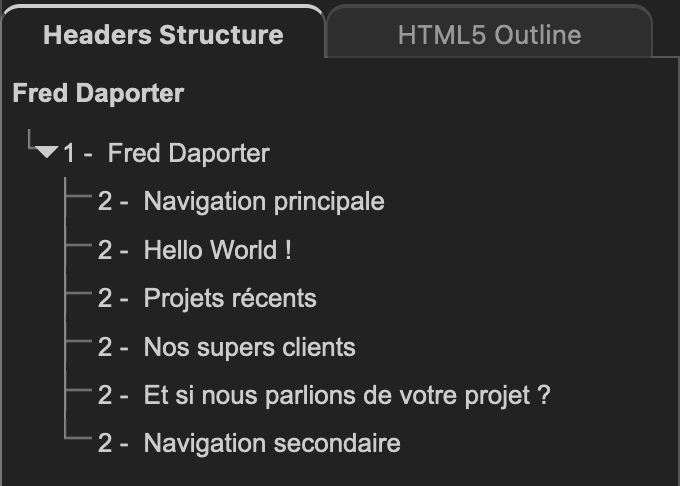 Headers Structure HTML5 Outline
Fred Daporter
1 - Fred Daporter
2 - Navigation principale
2 - Hello World !
2 - Projets récents
2 - Nos supers clients
2 - Et si nous parlions de votre projet ?
2 - Navigation secondaire